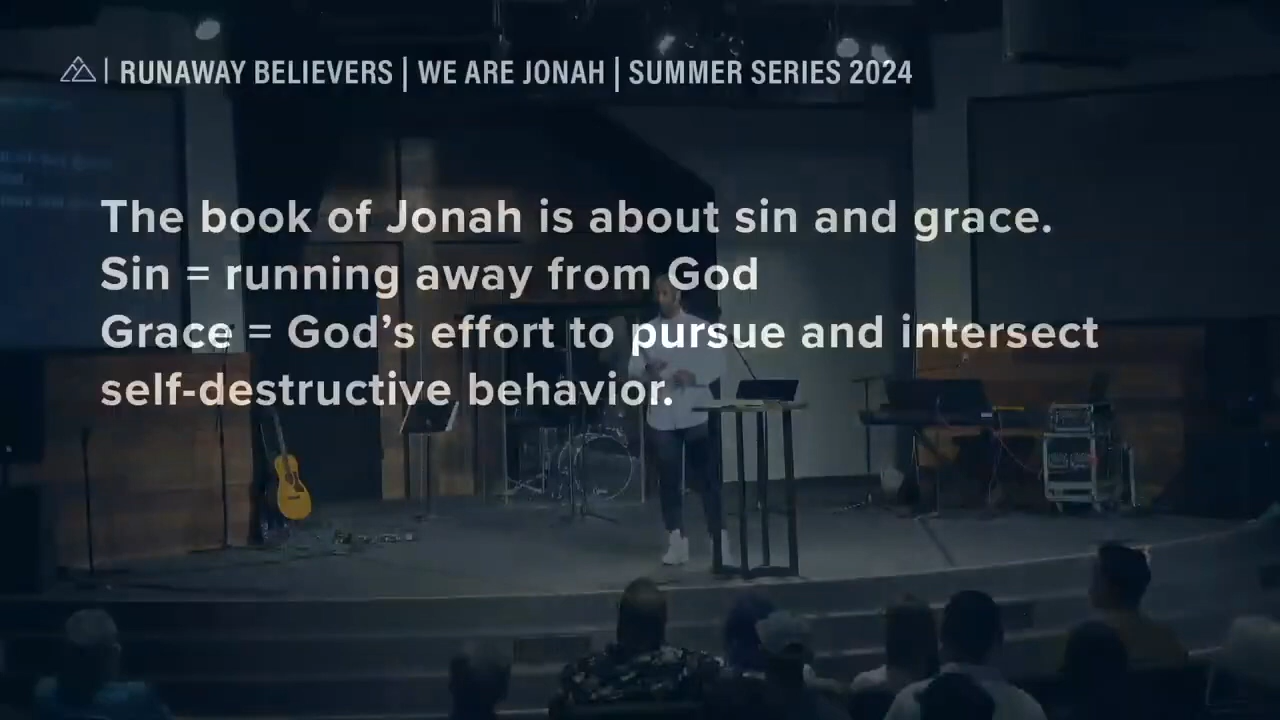 RUNAWAY BELIEVERS | WE ARE JONAH | SUMMER SERIES 2024
The book of Jonah is about sin and grace.
Sin = running away from God
Grace = God’s effort to pursue and intersect
self-destructive behavior.